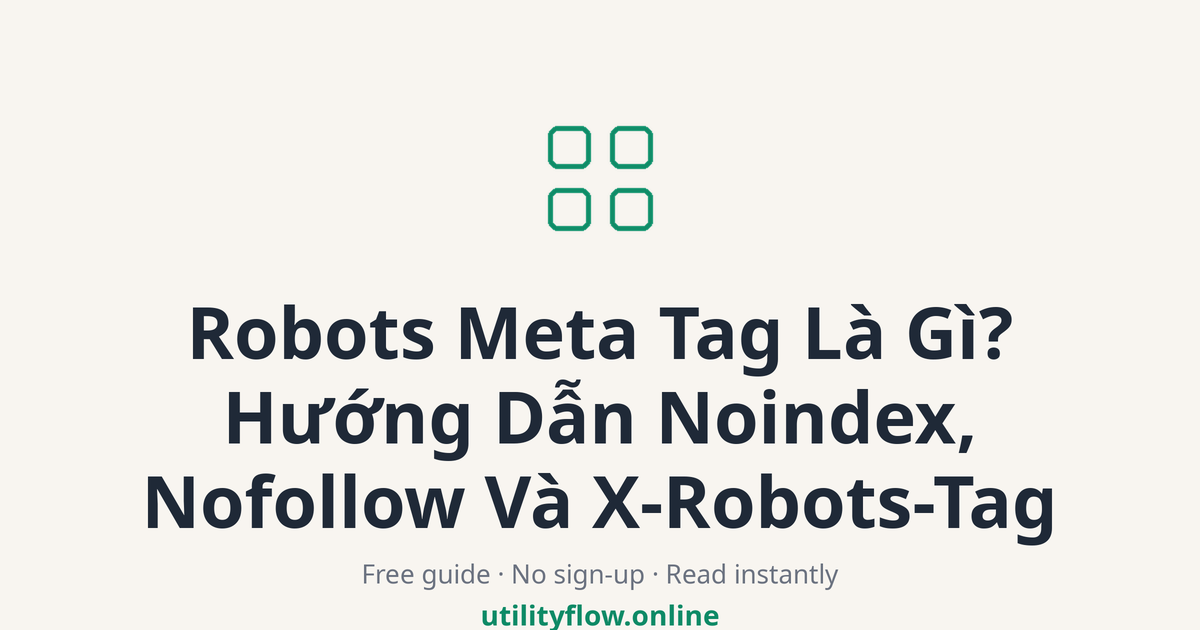 Robots Meta Tag Là Gì?
Hướng Dẫn Noindex,
Nofollow Và X-Robots-Tag
Free guide · No sign-up · Read instantly
utilityflow.online